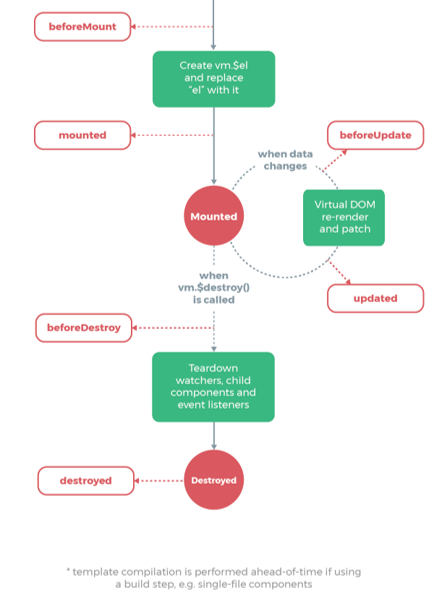 beforeMount
Create vm.$el
and replace
"el" with it
mounted
beforeUpdate
when data
changes
Virtual DOM
re-render
and patch
Mounted
when
vm.$destroy()
is called
updated
beforeDestroy
Teardown
watchers, child
components and
event listeners
destroyed
Destroyed
* template compilation is performed ahead-of-time if using
a build step, e.g. single-file components